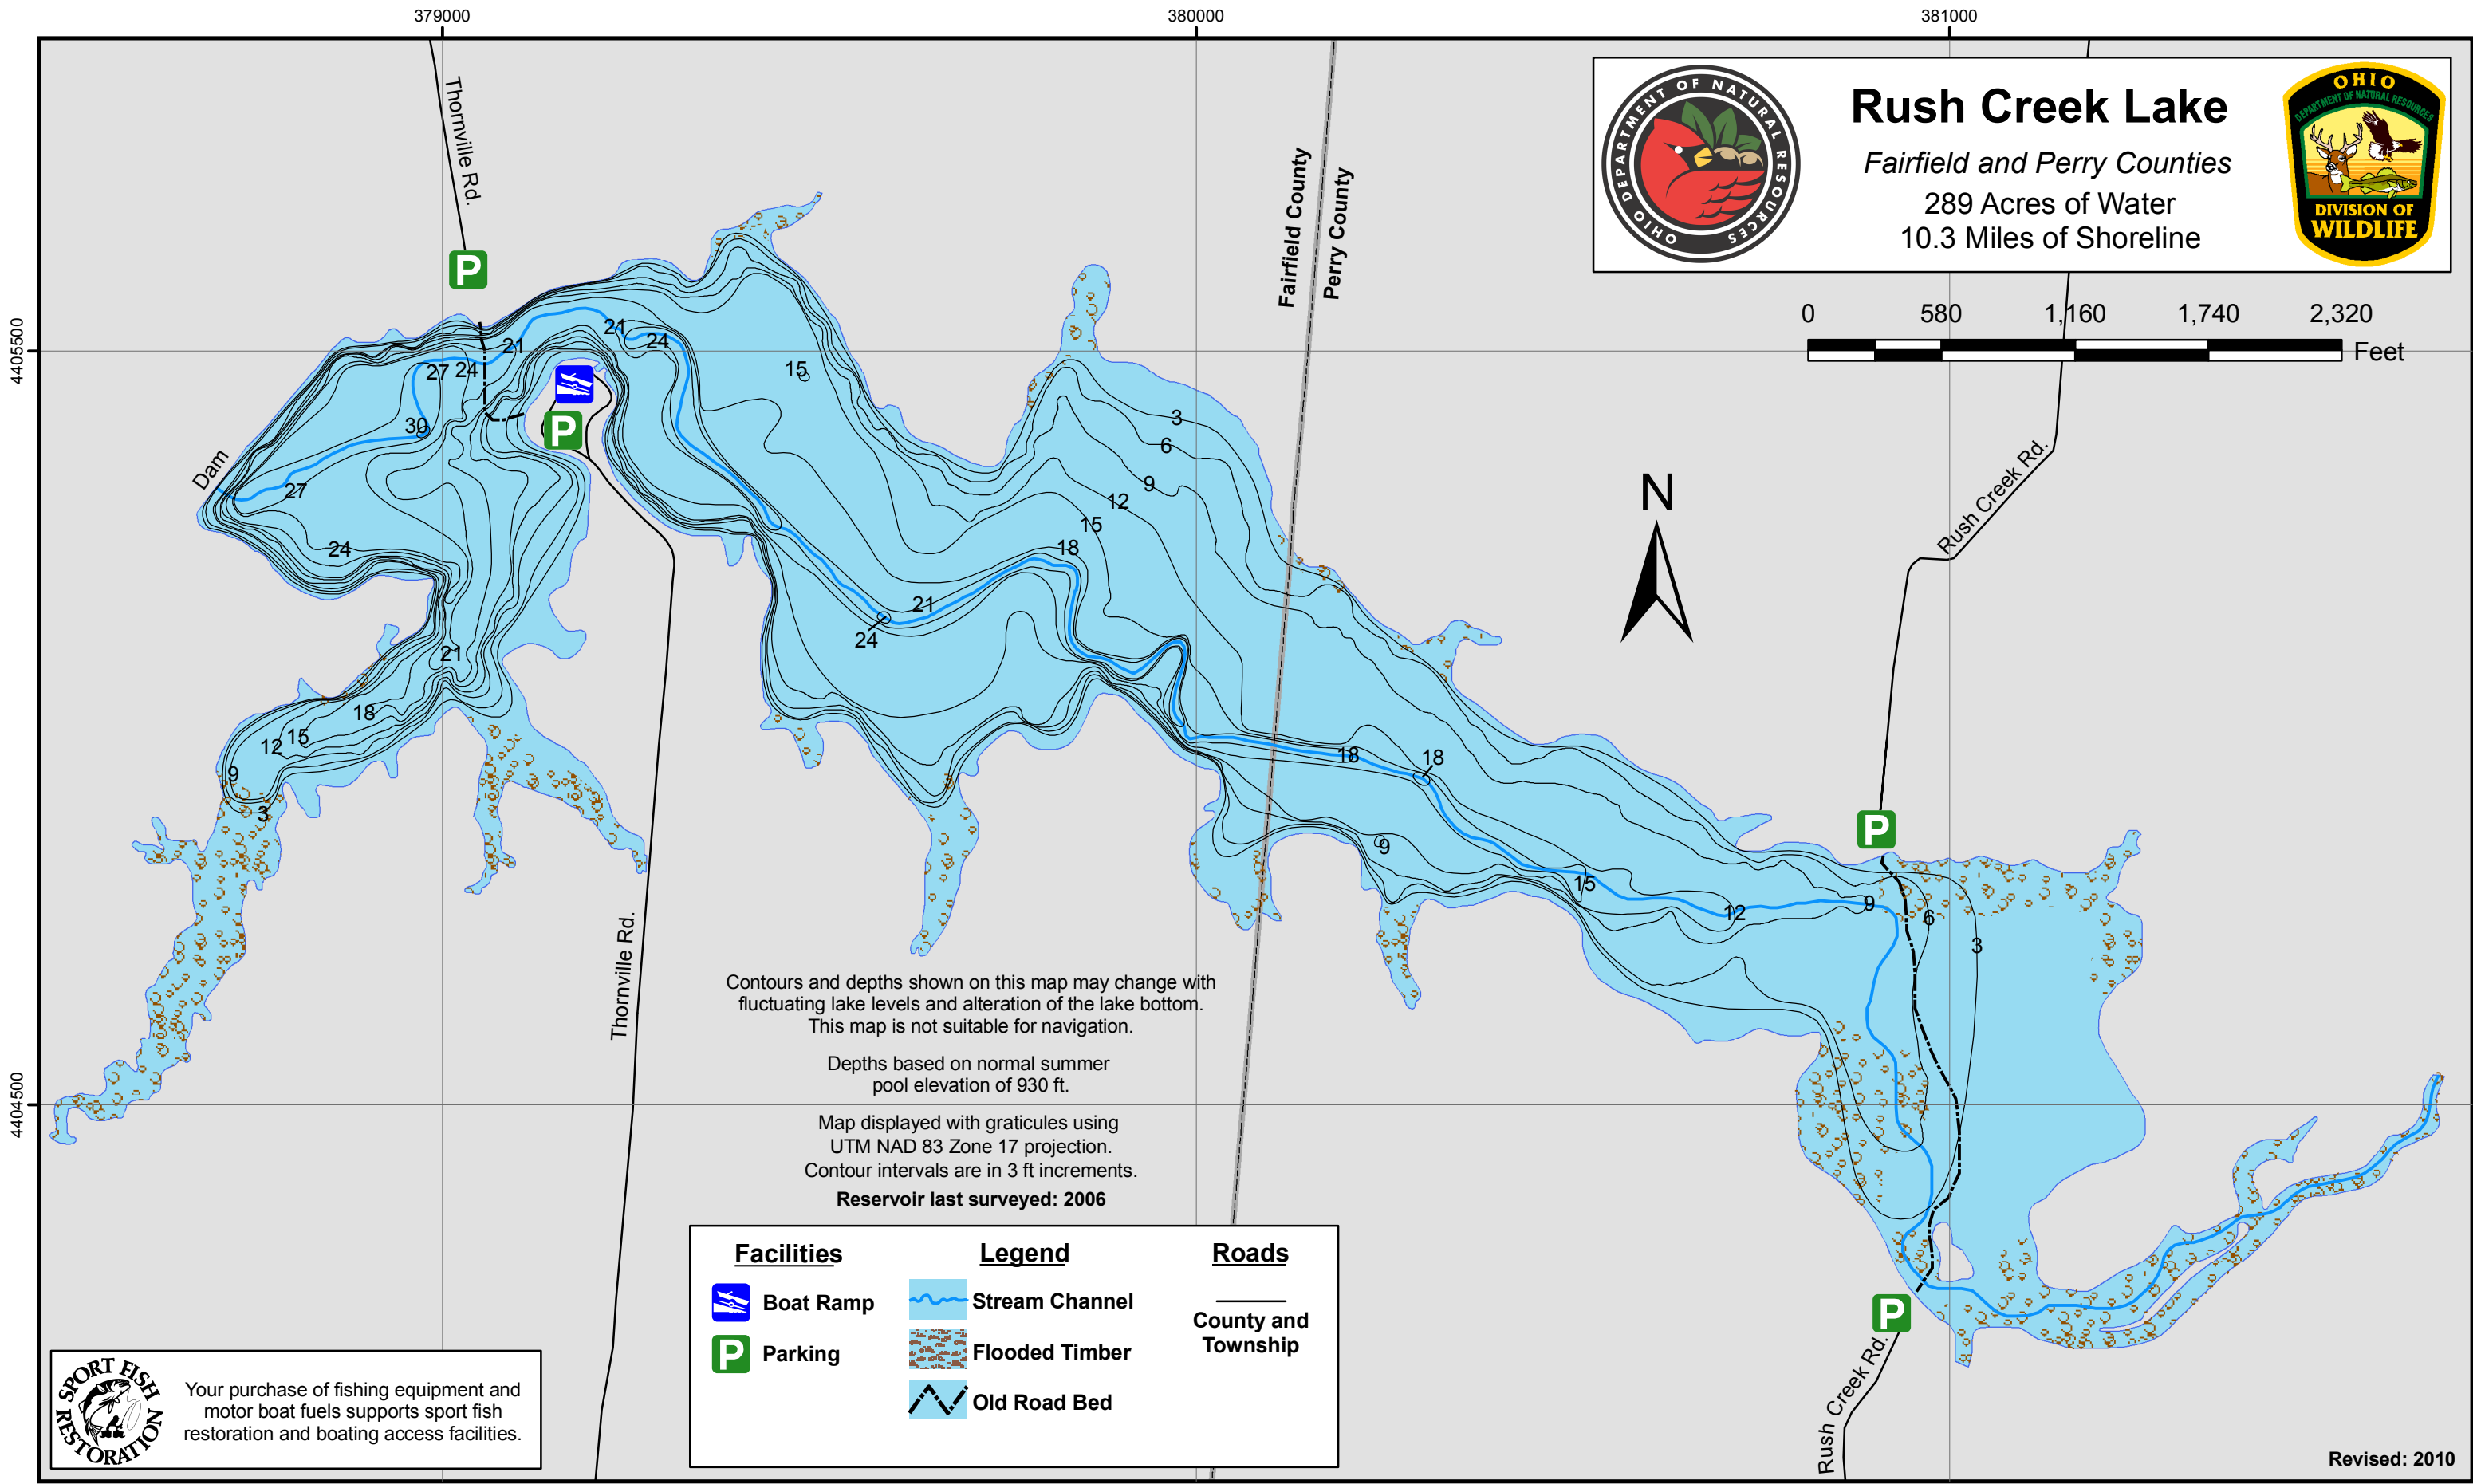 379000
380000
381000
4405500
4404500
Thornville Rd.
P
OHIO DEPARTMENT OF NATURAL RESOURCES
Rush Creek Lake
Fairfield and Perry Counties
289 Acres of Water
10.3 Miles of Shoreline
OHIO
DEPARTMENT OF NATURAL RESOURCES
DIVISION OF
WILDLIFE
0 580 1,160 1,740 2,320
Feet
Fairfield County
Perry County
N
Rush Creek Rd.
Dam
21
24
21
27 24
30
27
24
15
P
3
6
9
12
15
18
21
24
21
18
15
12
9
3
18
18
9
15
12
9
6
3
P
Thornville Rd.
Contours and depths shown on this map may change with
fluctuating lake levels and alteration of the lake bottom.
This map is not suitable for navigation.
Depths based on normal summer
pool elevation of 930 ft.
Map displayed with graticules using
UTM NAD 83 Zone 17 projection.
Contour intervals are in 3 ft increments.
Reservoir last surveyed: 2006
Facilities
Boat Ramp
P Parking
Legend
Stream Channel
Flooded Timber
Old Road Bed
Roads
County and
Township
P
Rush Creek Rd.
SPORT FISH
RESTORATION
Your purchase of fishing equipment and
motor boat fuels supports sport fish
restoration and boating access facilities.
Revised: 2010